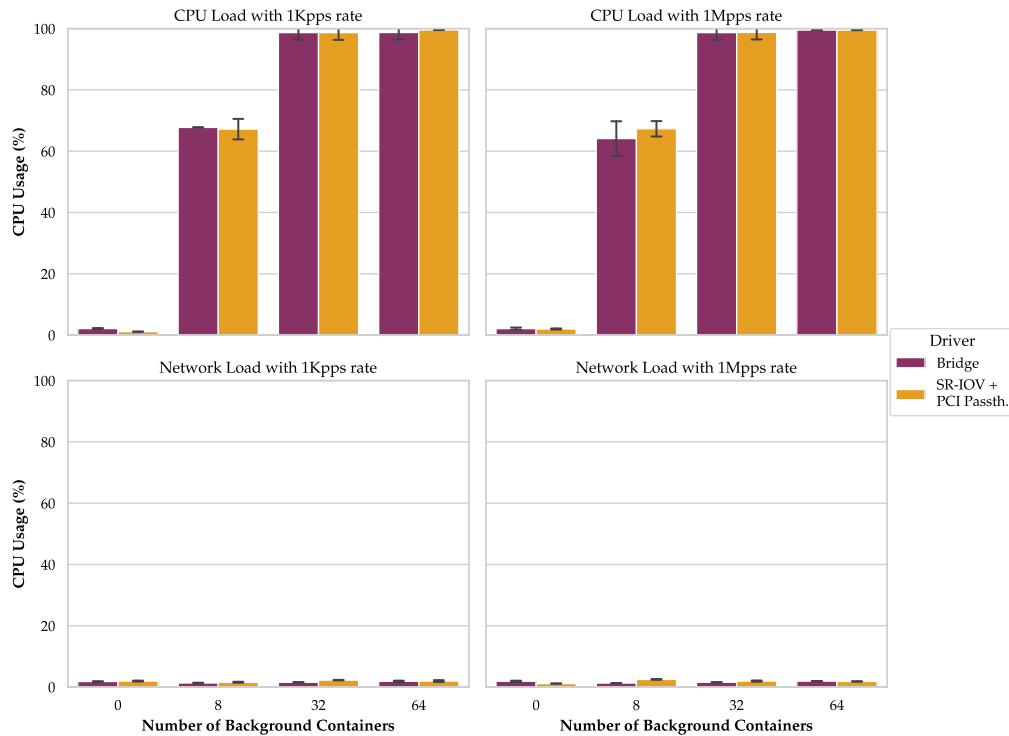 CPU Load with 1Kpps rate
CPU Load with 1Mpps rate
100
80
60
40
20
0
CPU Usage (%)
Network Load with 1Kpps rate
Network Load with 1Mpps rate
100
80
60
40
20
0
CPU Usage (%)
0 8 32 64
0 8 32 64
Number of Background Containers
Number of Background Containers
Driver
Bridge
SR-IOV +
PCI Passth.